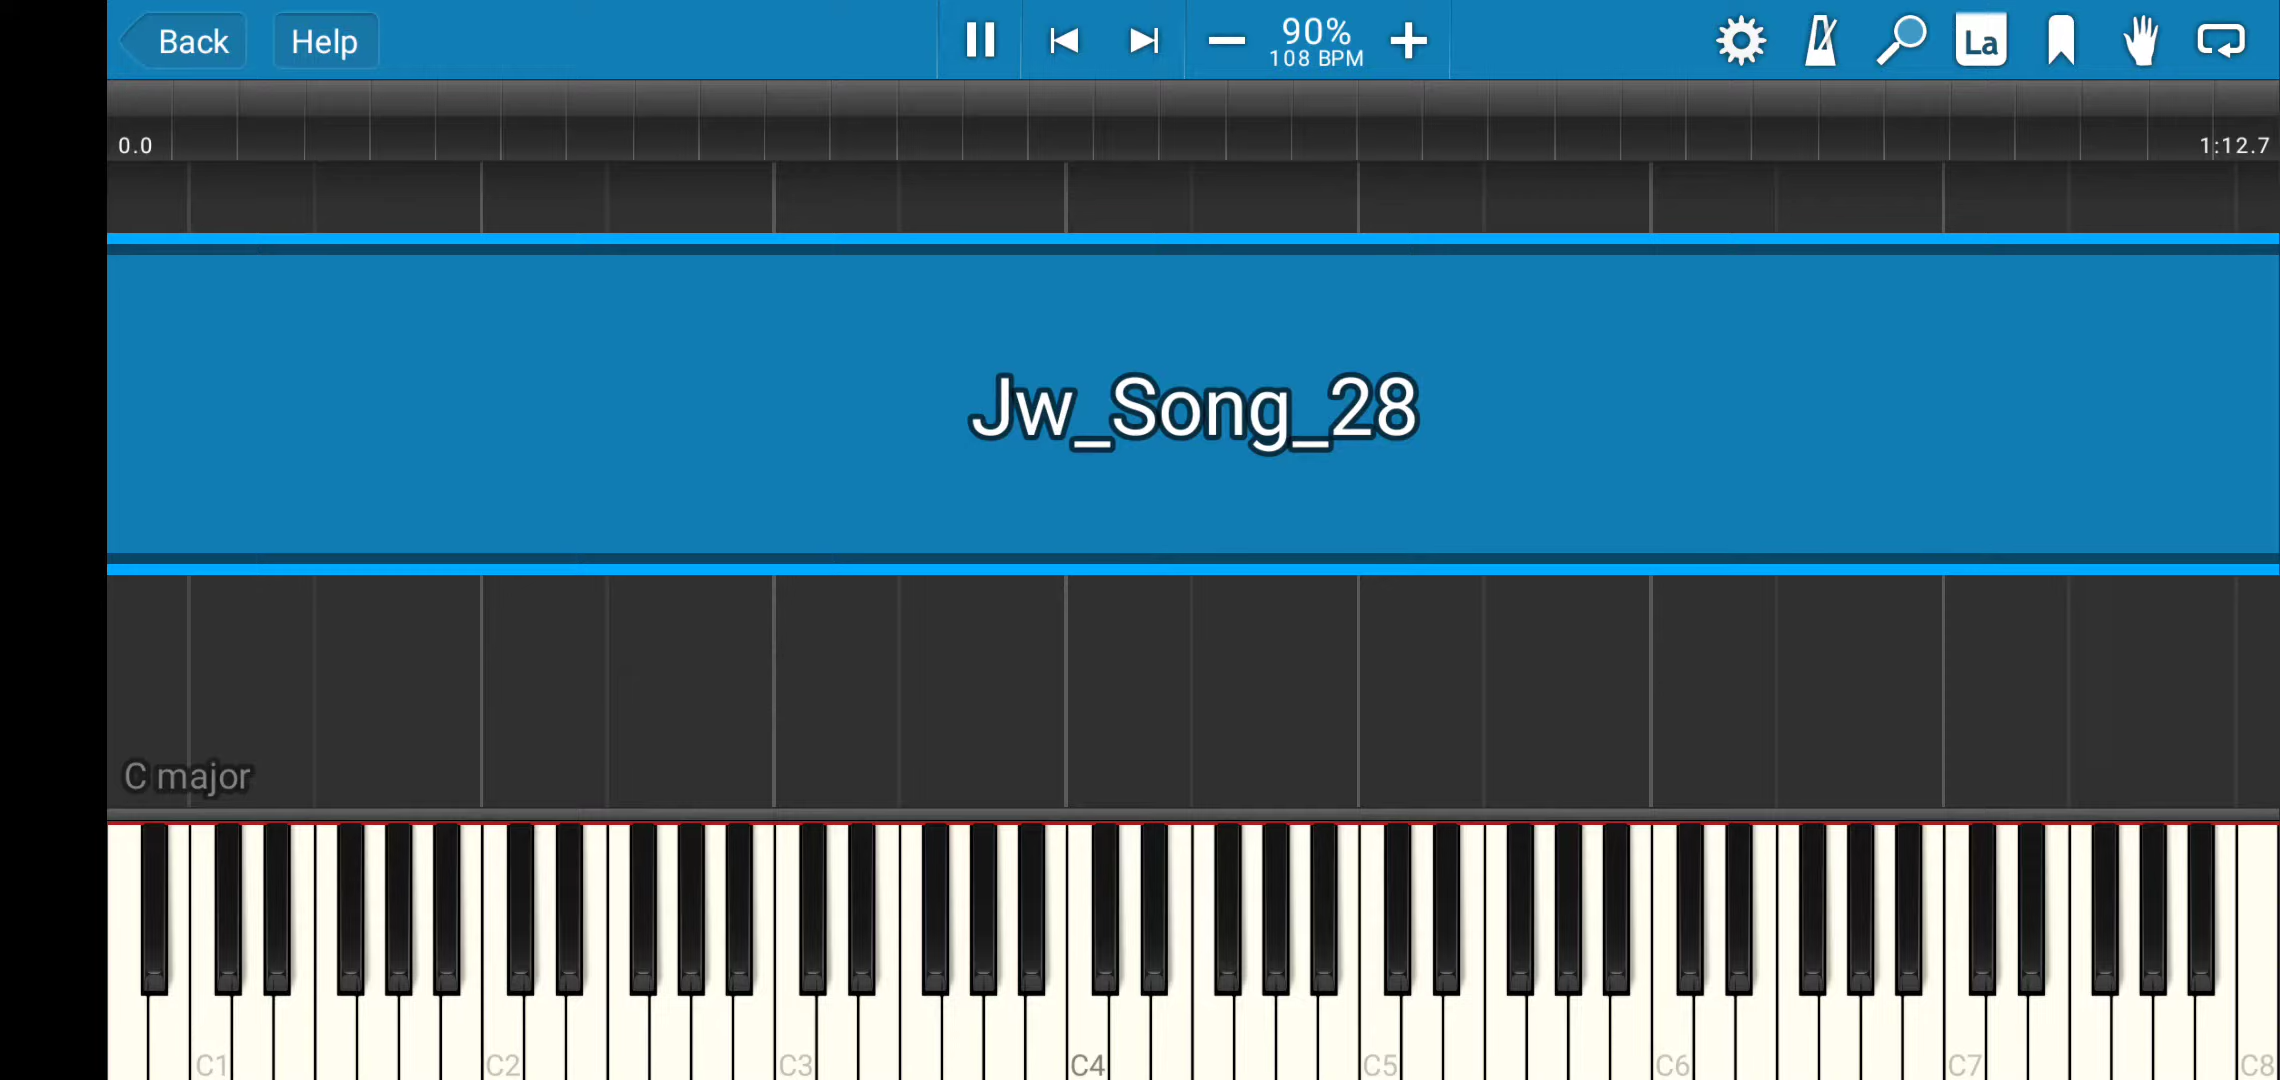 Back Help 90% La
108 BPM
0.0 1:12.7
Jw_Song_28
C major
C1 C2 C3 C4 C5 C6 C7 C8